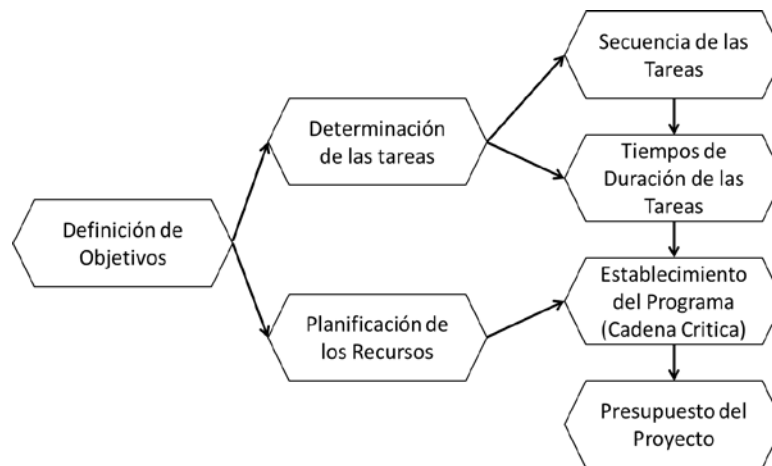 Secuencia de las
Tareas
Determinación
de las tareas
Tiempos de
Duración de las
Tareas
Definición de
Objetivos
Establecimiento
del Programa
(Cadena Critica)
Planificación de
los Recursos
Presupuesto del
Proyecto